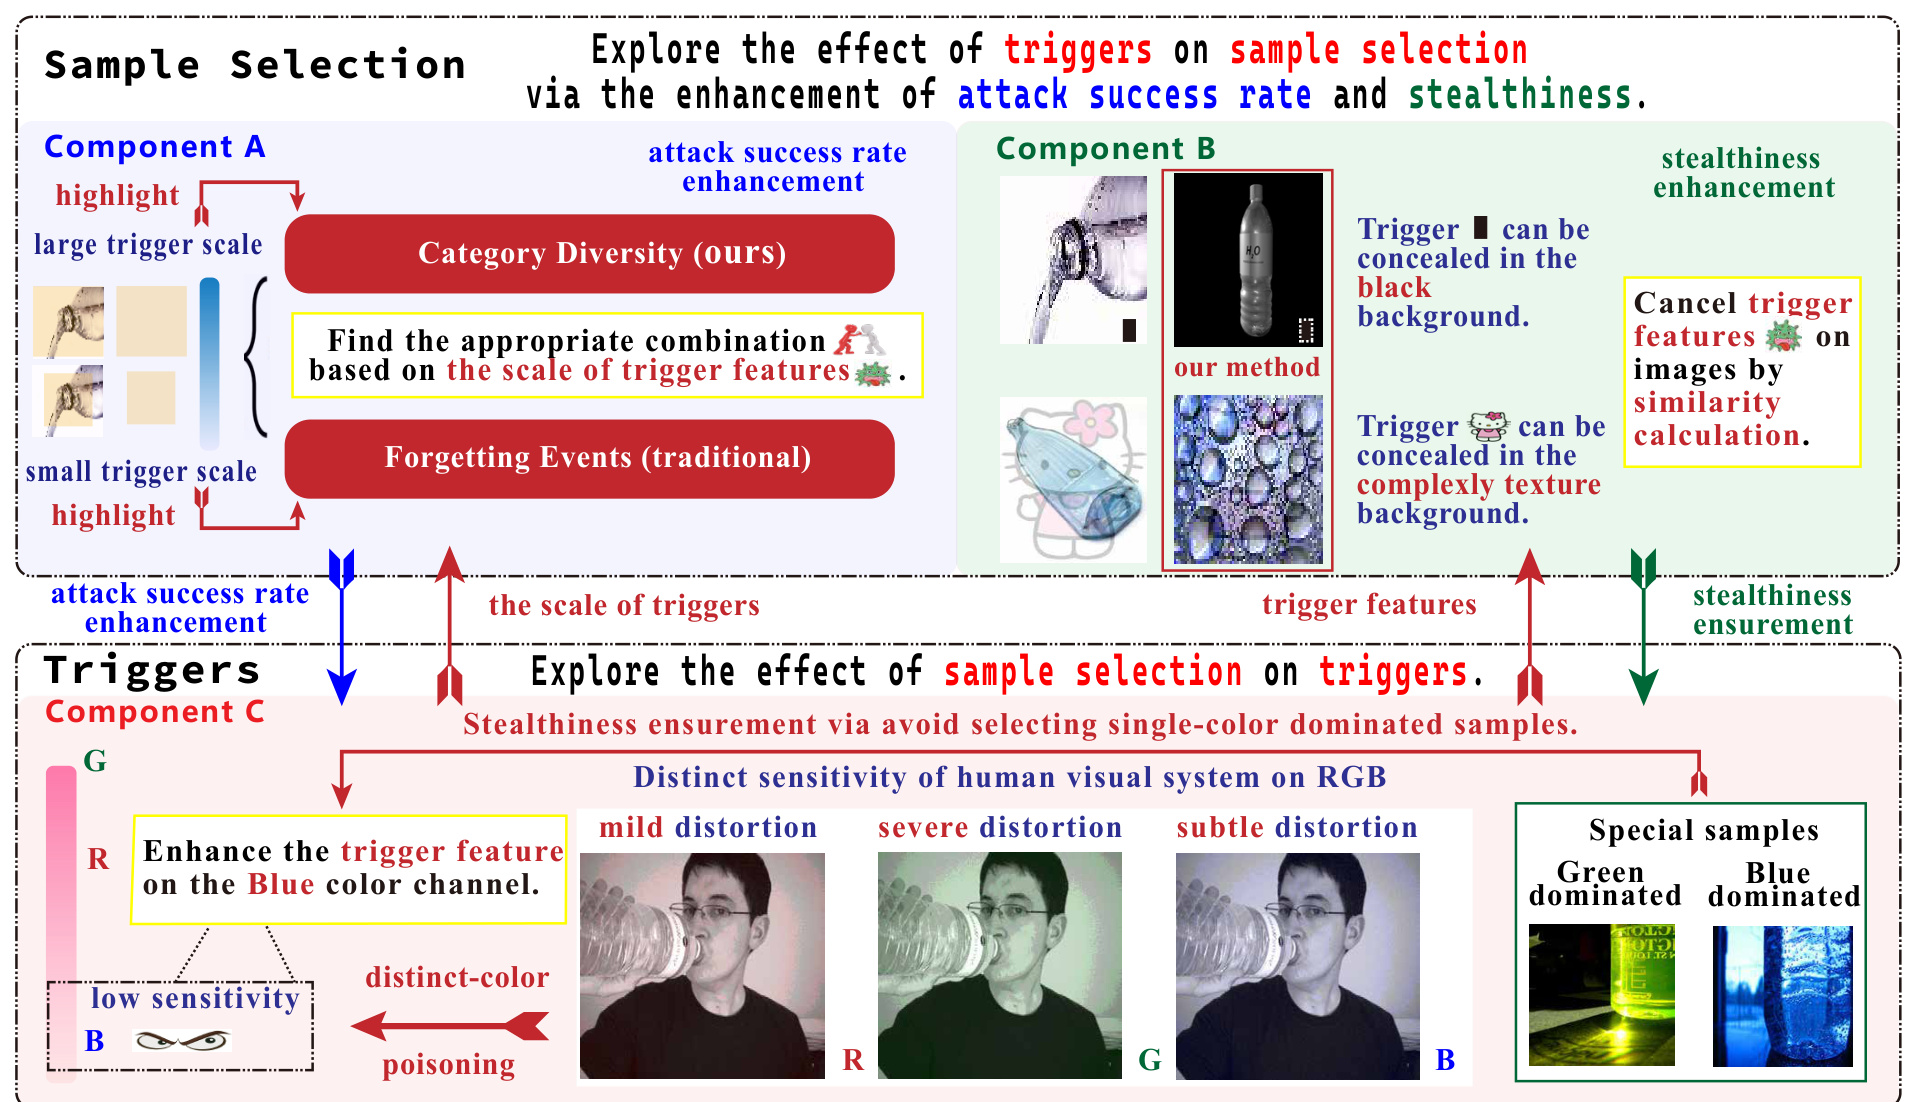 Sample Selection
Explore the effect of triggers on sample selection
via the enhancement of attack success rate and stealthiness.
Component A
attack success rate
enhancement
highlight
large trigger scale
Category Diversity (ours)
Find the appropriate combination
based on the scale of trigger features .
Forgetting Events (traditional)
small trigger scale
highlight
Component B
stealthiness
enhancement
H2O
our method
Trigger can be
concealed in the
black
background.
Trigger can be
concealed in the
complexly texture
background.
Cancel trigger
features on
images by
similarity
calculation.
attack success rate
enhancement
the scale of triggers
trigger features
stealthiness
ensurement
Triggers
Explore the effect of sample selection on triggers.
Component C
Stealthiness ensurement via avoid selecting single-color dominated samples.
G
R
Enhance the trigger feature
on the Blue color channel.
low sensitivity
B
distinct-color
poisoning
Distinct sensitivity of human visual system on RGB
mild distortion
severe distortion
subtle distortion
R
G
B
Special samples
Green
dominated
Blue
dominated